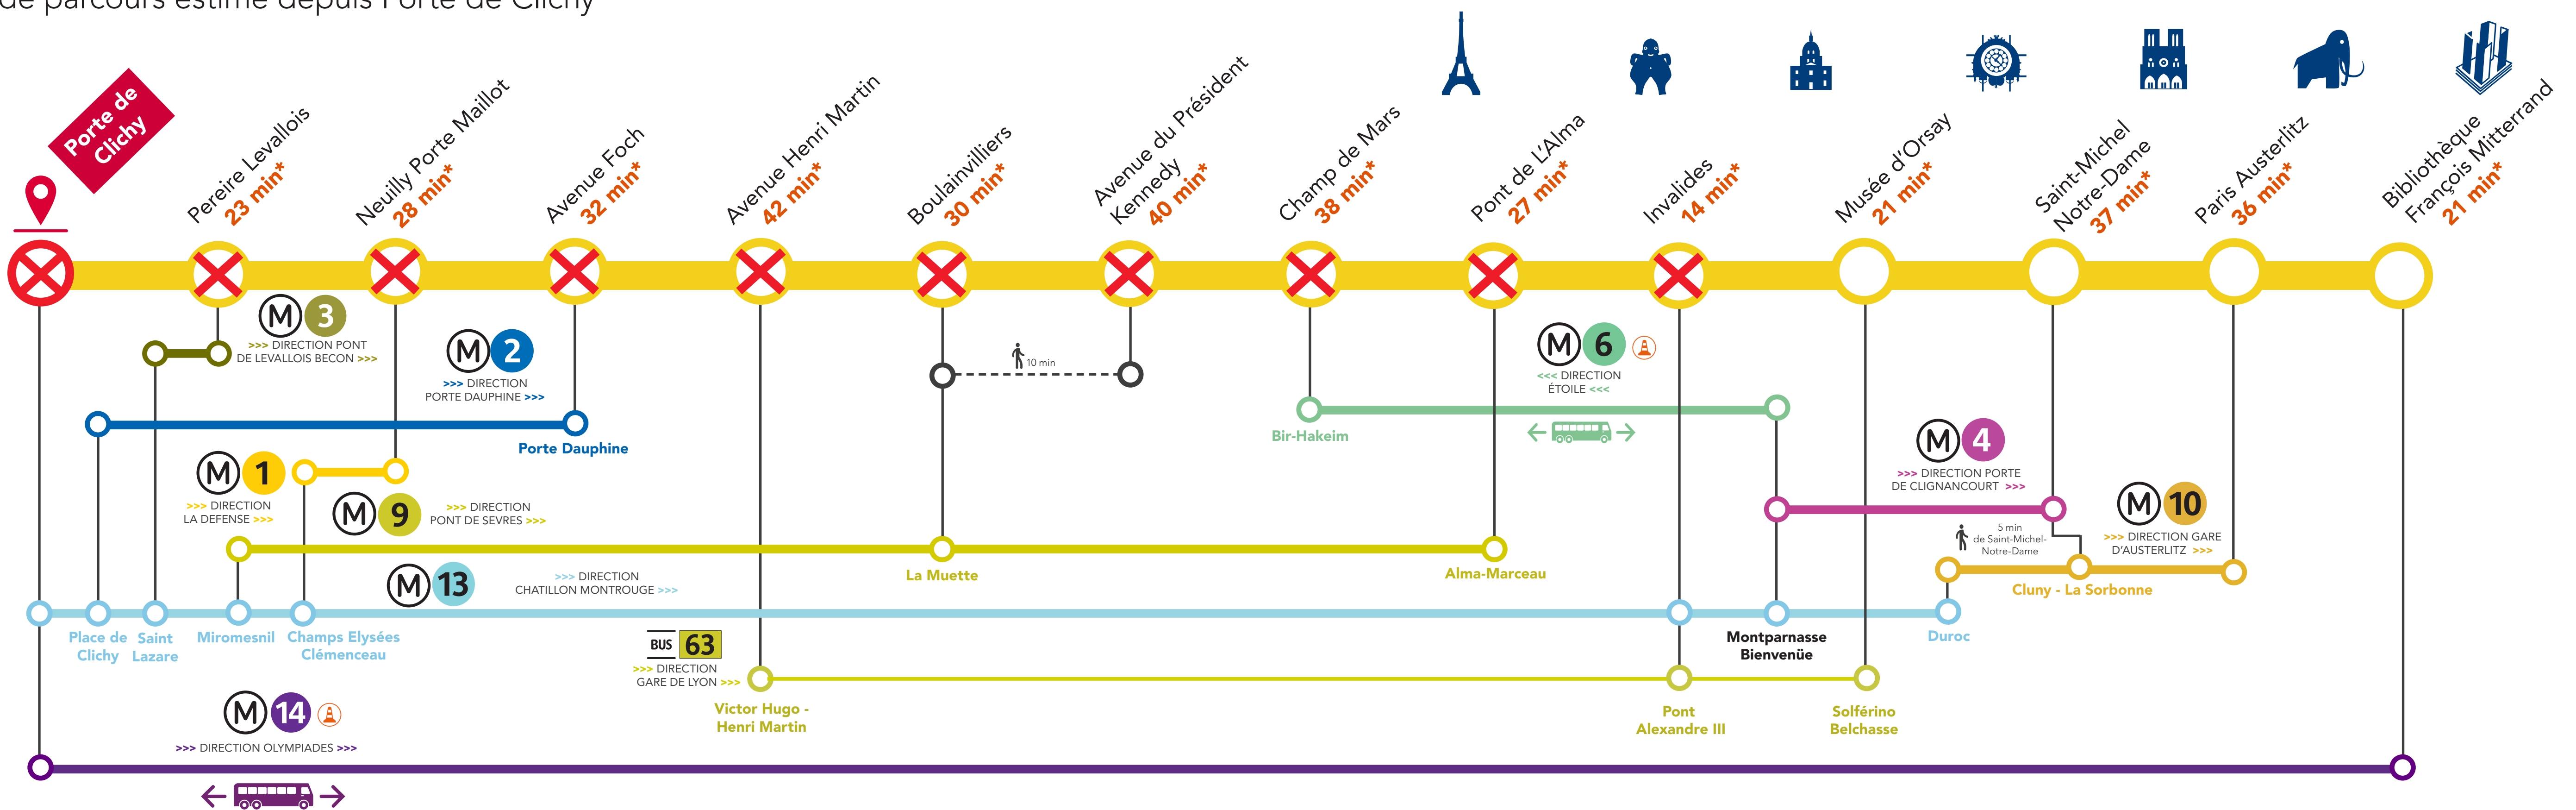 de parcours estimé depuis Porte de Clichy
Porte de
Clichy
Pereire Levallois
23 min*
Neuilly Porte Maillot
28 min*
Avenue Foch
32 min*
Avenue Henri Martin
42 min*
Boulainvilliers
30 min*
Avenue du Président
Kennedy
40 min*
Champ de Mars
38 min*
Pont de L'Alma
27 min*
Invalides
14 min*
Musée d'Orsay
21 min*
Saint-Michel
Notre-Dame
37 min*
Paris Austerlitz
36 min*
Bibliothèque
François Mitterrand
21 min*
M 3
>>> DIRECTION PONT
DE LEVALLOIS BECON >>>
M 2
>>> DIRECTION
PORTE DAUPHINE >>>
Porte Dauphine
10 min
M 6
<<< DIRECTION
ÉTOILE <<<
Bir-Hakeim
M 4
>>> DIRECTION PORTE
DE CLIGNANCOURT >>>
M 1
>>> DIRECTION
LA DEFENSE >>>
M 9
>>> DIRECTION
PONT DE SEVRES >>>
La Muette
Alma-Marceau
5 min
de Saint-Michel-
Notre-Dame
M 10
>>> DIRECTION GARE
D'AUSTERLITZ >>>
Cluny - La Sorbonne
M 13
>>> DIRECTION
CHATILLON MONTROUGE >>>
Place de
Clichy
Saint
Lazare
Miromesnil
Champs Elysées
Clémenceau
Montparnasse
Bienvenüe
Duroc
BUS 63
>>> DIRECTION
GARE DE LYON >>>
Victor Hugo -
Henri Martin
Pont
Alexandre III
Solférino
Belchasse
M 14
>>> DIRECTION OLYMPIADES >>>